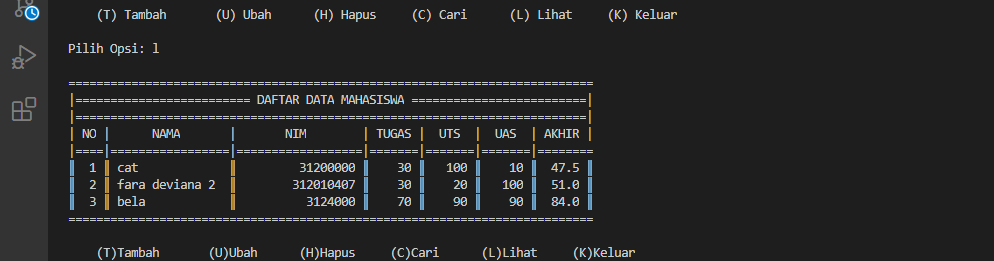 (T) Tambah (U) Ubah (H) Hapus (C) Cari (L) Lihat (K) Keluar
Pilih Opsi: l
==========================================================================
|========================= DAFTAR DATA MAHASISWA =========================|
|=========================================================================|
| NO | NAMA | NIM | TUGAS | UTS | UAS | AKHIR |
|====|=================|==================|=======|=======|=======|========
║ 1 ║ cat ║ 31200000 ║ 30 ║ 100 ║ 10 ║ 47.5 ║
║ 2 ║ fara deviana 2 ║ 312010407 ║ 30 ║ 20 ║ 100 ║ 51.0 ║
║ 3 ║ bela ║ 3124000 ║ 70 ║ 90 ║ 90 ║ 84.0 ║
==========================================================================
(T)Tambah (U)Ubah (H)Hapus (C)Cari (L)Lihat (K)Keluar